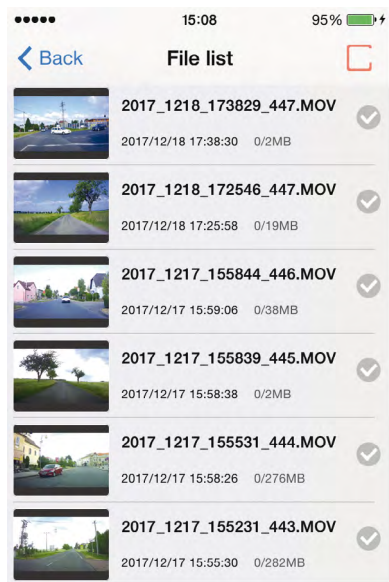 15:08
95%
Back
File list
2017_1218_173829_447.MOV
2017/12/18 17:38:30 0/2MB
2017_1218_172546_447.MOV
2017/12/18 17:25:58 0/19MB
2017_1217_155844_446.MOV
2017/12/17 15:59:06 0/38MB
2017_1217_155839_445.MOV
2017/12/17 15:58:38 0/2MB
2017_1217_155531_444.MOV
2017/12/17 15:58:26 0/276MB
2017_1217_155231_443.MOV
2017/12/17 15:55:30 0/282MB